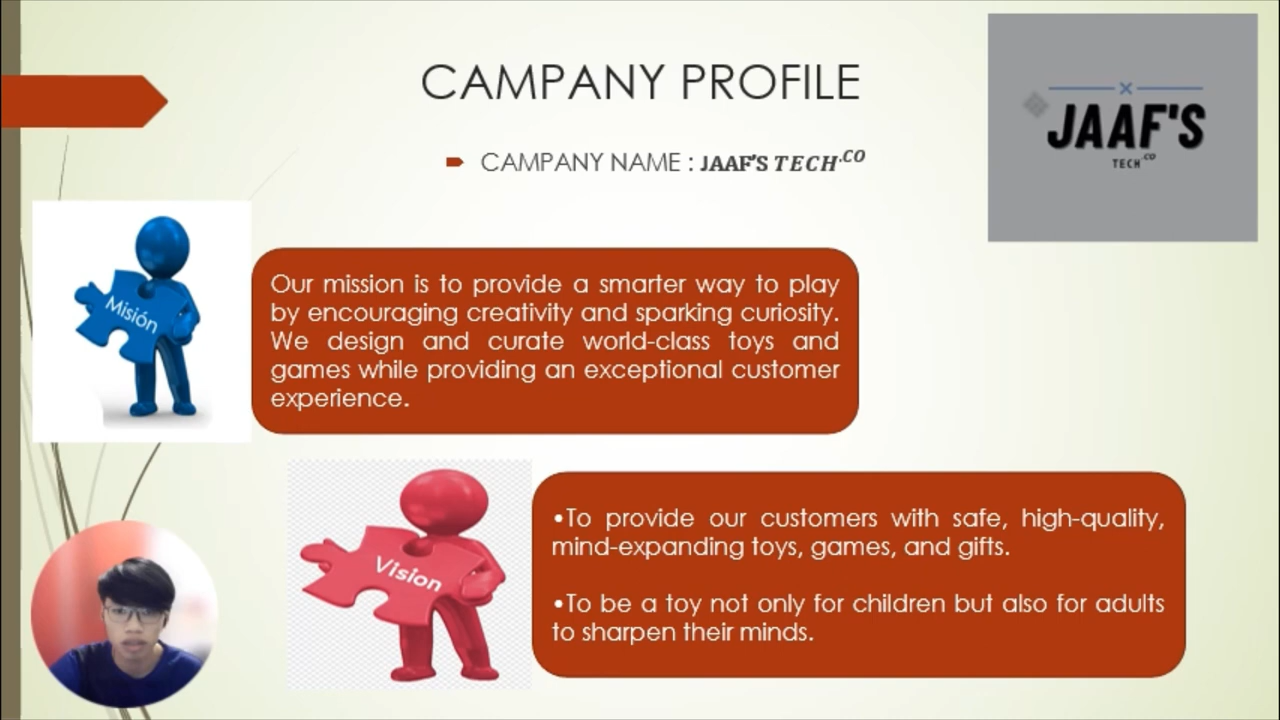 CAMPANY PROFILE
JAAF'S
TECH.CO
CAMPANY NAME : JAAF'S TECH.CO
Misión
Our mission is to provide a smarter way to play
by encouraging creativity and sparking curiosity.
We design and curate world-class toys and
games while providing an exceptional customer
experience.
Vision
•To provide our customers with safe, high-quality,
mind-expanding toys, games, and gifts.
•To be a toy not only for children but also for adults
to sharpen their minds.